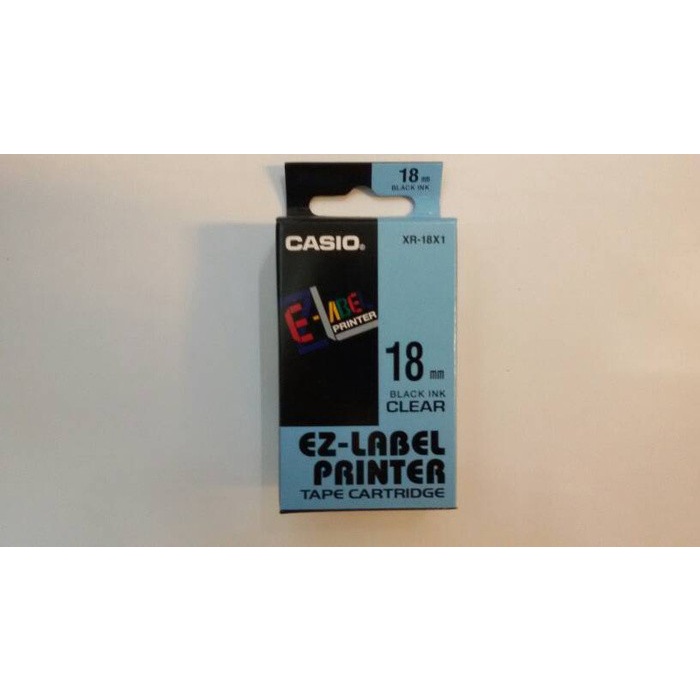 18 mm
BLACK INK
CASIO®
XR-18X1
E-LABEL
PRINTER
18 mm
BLACK INK
CLEAR
EZ-LABEL
PRINTER
TAPE CARTRIDGE